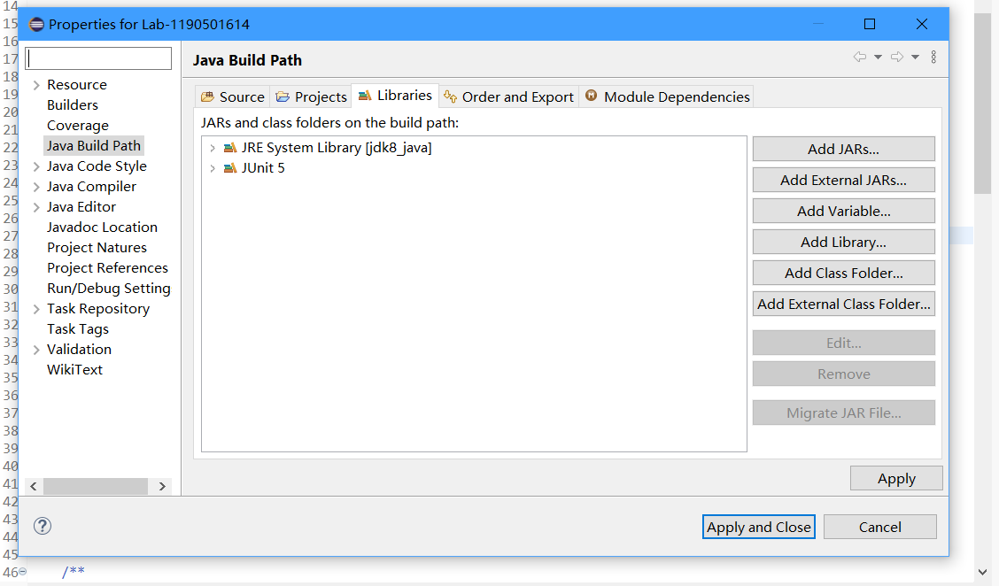 14
15
16
17
18
19
20
21
22
23
24
25
26
27
28
29
30
31
32
33
34
35
36
37
38
39
40
41
42
43
44
45
46
/**
Properties for Lab-1190501614
Resource
Builders
Coverage
Java Build Path
Java Code Style
Java Compiler
Java Editor
Javadoc Location
Project Natures
Project References
Run/Debug Setting
Task Repository
Task Tags
Validation
WikiText
Java Build Path
Source Projects Libraries Order and Export Module Dependencies
JARs and class folders on the build path:
JRE System Library [jdk8_java]
JUnit 5
Add JARs...
Add External JARs...
Add Variable...
Add Library...
Add Class Folder...
Add External Class Folder...
Edit...
Remove
Migrate JAR File...
Apply
?
Apply and Close Cancel